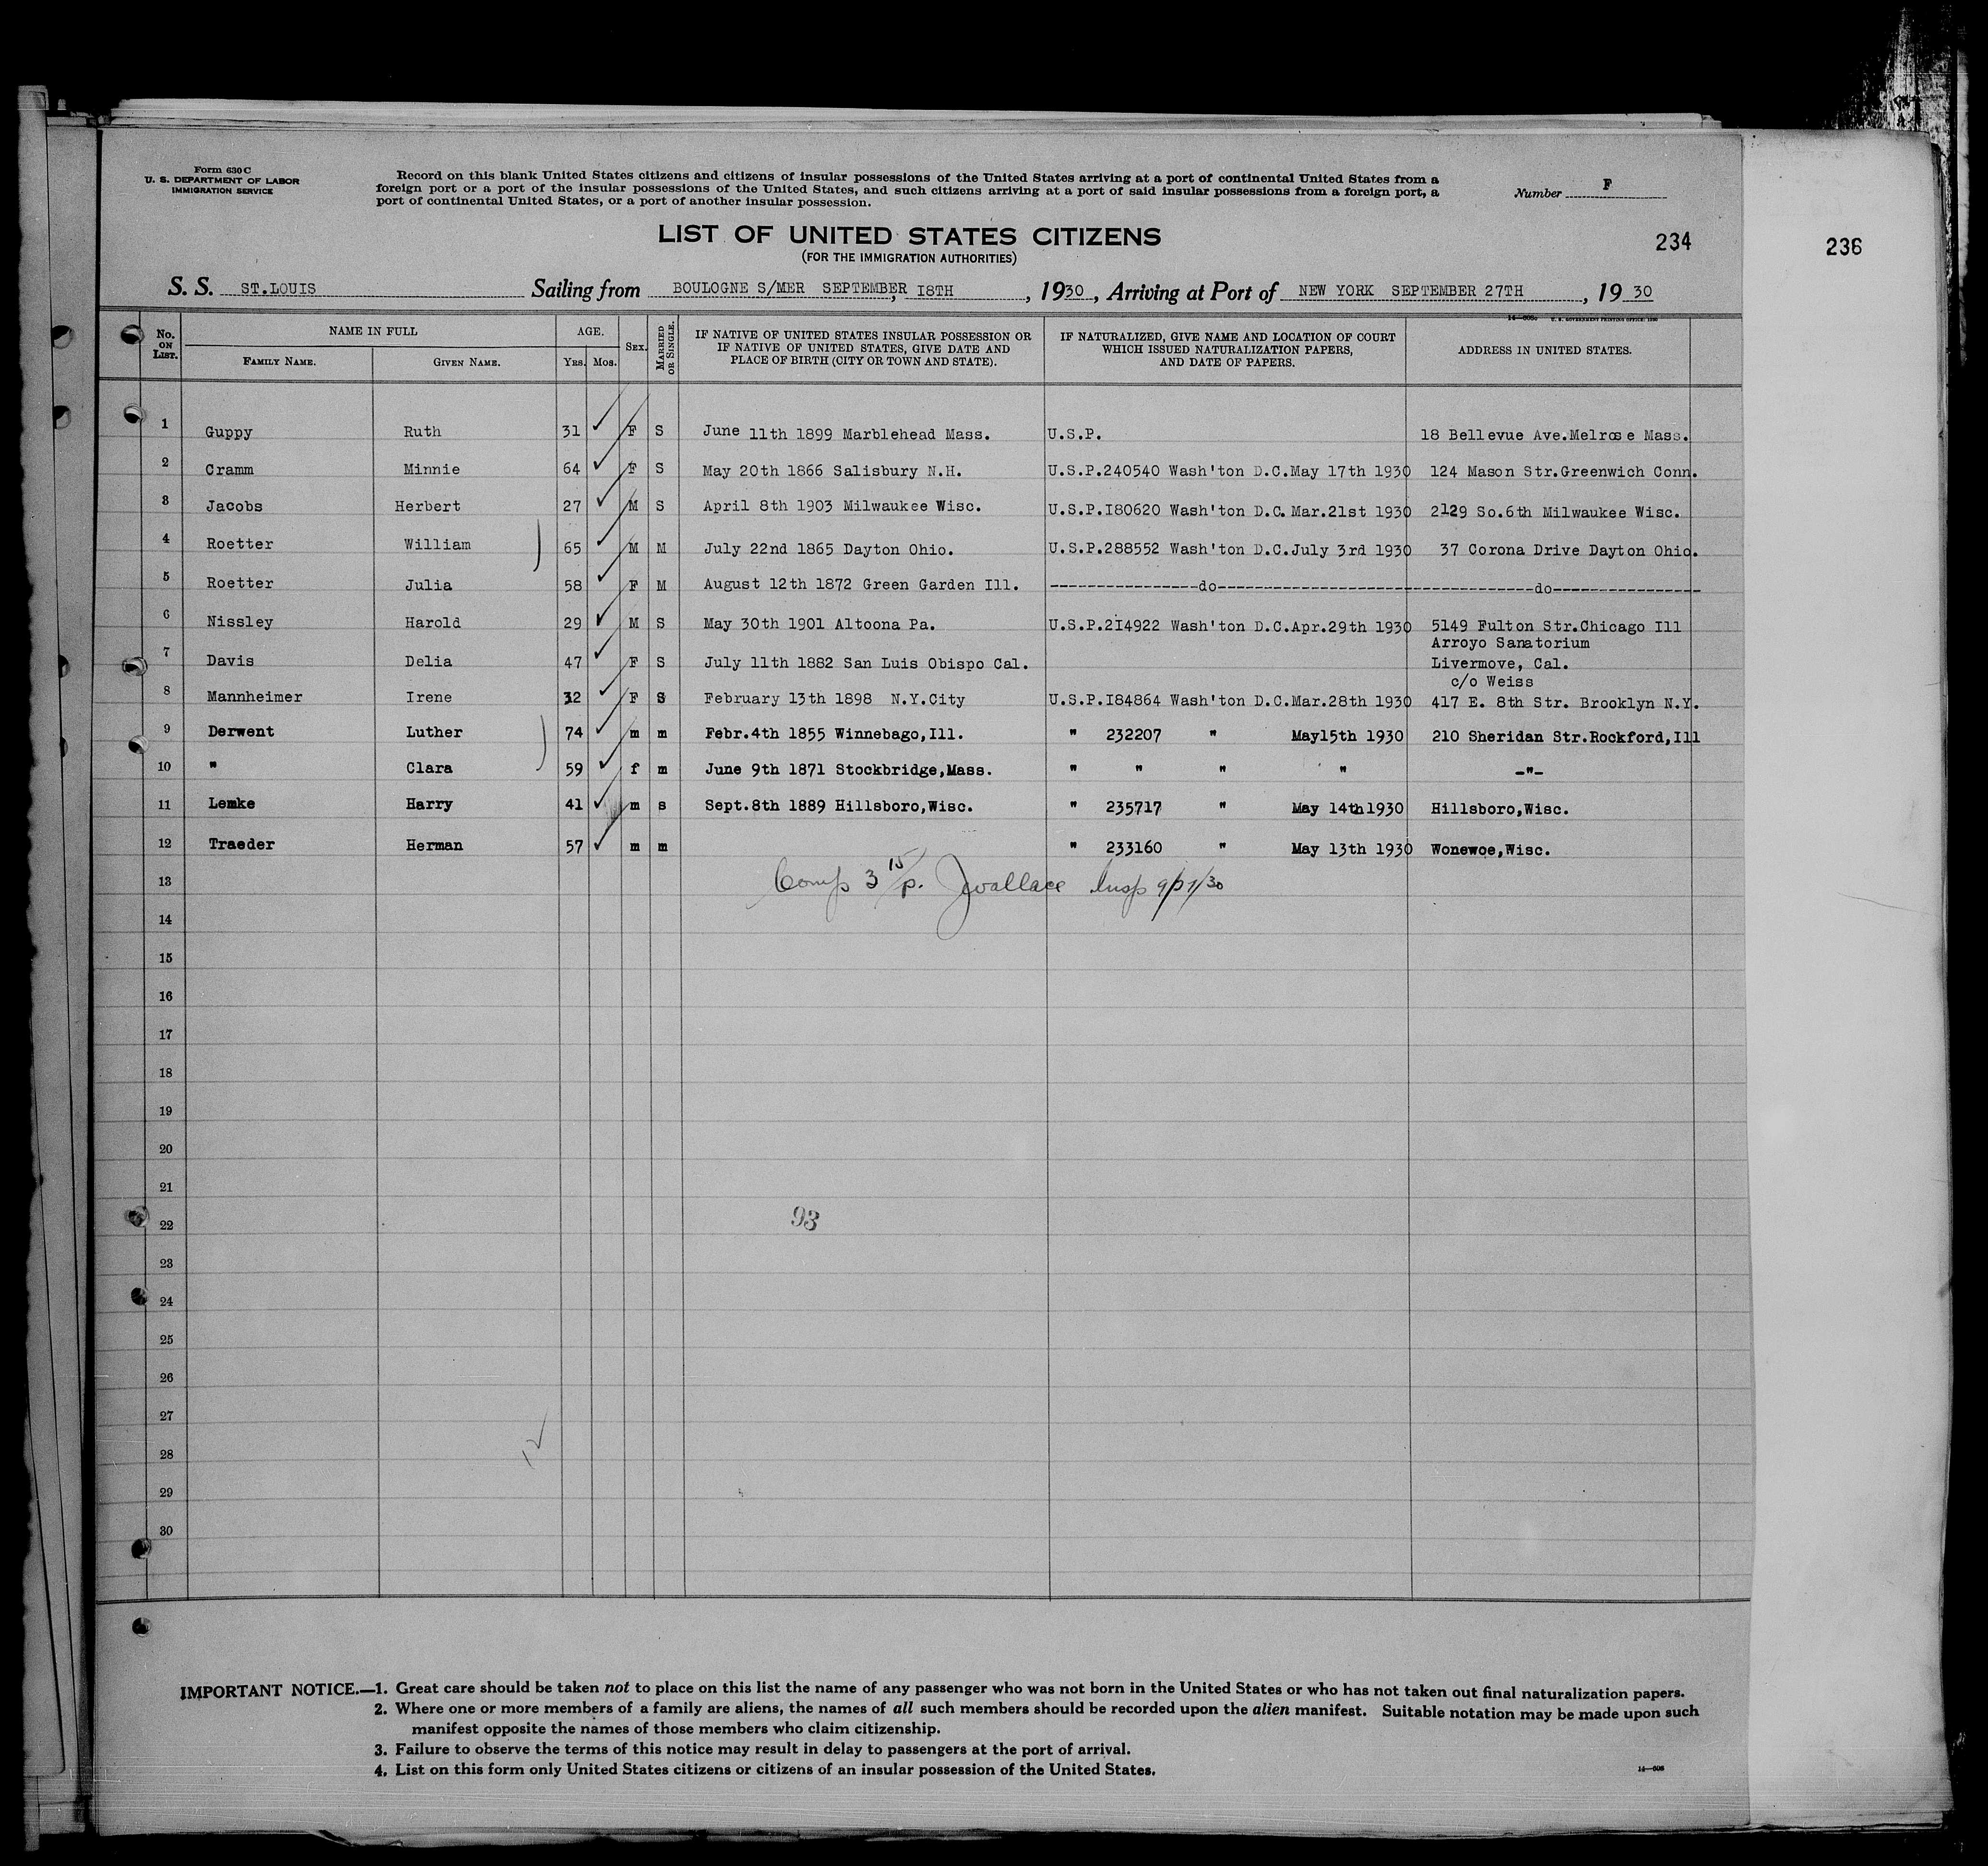 Form 630 C
U. S. DEPARTMENT OF LABOR
IMMIGRATION SERVICE
Record on this blank United States citizens and citizens of insular possessions of the United States arriving at a port of continental United States from a
foreign port or a port of the insular possessions of the United States, and such citizens arriving at a port of said insular possessions from a foreign port, a
port of continental United States, or a port of another insular possession.
Number F
LIST OF UNITED STATES CITIZENS
(FOR THE IMMIGRATION AUTHORITIES)
234
236
S. S. ST.LOUIS Sailing from BOULOGNE S/MER SEPTEMBER, I8TH, 1930, Arriving at Port of NEW YORK SEPTEMBER 27TH, 19 30
No. ON LIST. NAME IN FULL FAMILY NAME. GIVEN NAME. AGE. YRS. MOS. SEX. MARRIED OR SINGLE. IF NATIVE OF UNITED STATES INSULAR POSSESSION OR IF NATIVE OF UNITED STATES, GIVE DATE AND PLACE OF BIRTH (CITY OR TOWN AND STATE). IF NATURALIZED, GIVE NAME AND LOCATION OF COURT WHICH ISSUED NATURALIZATION PAPERS, AND DATE OF PAPERS. ADDRESS IN UNITED STATES.
1 Guppy Ruth 31 ✓ F S June 11th 1899 Marblehead Mass. U.S.P. 18 Bellevue Ave.Melrose Mass.
2 Cramm Minnie 64 ✓ F S May 20th 1866 Salisbury N.H. U.S.P.240540 Wash'ton D.C.May 17th 1930 124 Mason Str.Greenwich Conn.
3 Jacobs Herbert 27 ✓ M S April 8th 1903 Milwaukee Wisc. U.S.P.I80620 Wash'ton D.C. Mar.21st 1930 2129 So.6th Milwaukee Wisc.
4 Roetter William 65 ✓ M M July 22nd 1865 Dayton Ohio. U.S.P.288552 Wash'ton D.C.July 3rd 1930 37 Corona Drive Dayton Ohio.
5 Roetter Julia 58 ✓ F M August 12th 1872 Green Garden Ill. -----------------do------------------------------------do-----------------
6 Nissley Harold 29 ✓ M S May 30th 1901 Altoona Pa. U.S.P.2I4922 Wash'ton D.C.Apr.29th 1930 5149 Fulton Str.Chicago Ill
Arroyo Sanatorium
7 Davis Delia 47 ✓ F S July 11th 1882 San Luis Obispo Cal. Livermove, Cal.
c/o Weiss
8 Mannheimer Irene 32 ✓ F S February 13th 1898 N.Y.City U.S.P.I84864 Wash'ton D.C.Mar.28th 1930 417 E. 8th Str. Brooklyn N.Y.
9 Derwent Luther 74 ✓ m m Febr.4th 1855 Winnebago,Ill. " 232207 " May15th 1930 210 Sheridan Str.Rockford,Ill
10 " Clara 59 ✓ f m June 9th 1871 Stockbridge,Mass. " " " " -"-
11 Lemke Harry 41 ✓ m s Sept.8th 1889 Hillsboro,Wisc. " 235717 " May 14th1930 Hillsboro,Wisc.
12 Traeder Herman 57 ✓ m m " 233160 " May 13th 1930 Wonewoe,Wisc.
13 Comp 3 15/p. JWallace Insp 9/27/30
14
15
16
17
18
19
20
21
22 93
23
24
25
26
27
28
29
30
IMPORTANT NOTICE.—1. Great care should be taken not to place on this list the name of any passenger who was not born in the United States or who has not taken out final naturalization papers.
2. Where one or more members of a family are aliens, the names of all such members should be recorded upon the alien manifest. Suitable notation may be made upon such
manifest opposite the names of those members who claim citizenship.
3. Failure to observe the terms of this notice may result in delay to passengers at the port of arrival.
4. List on this form only United States citizens or citizens of an insular possession of the United States.